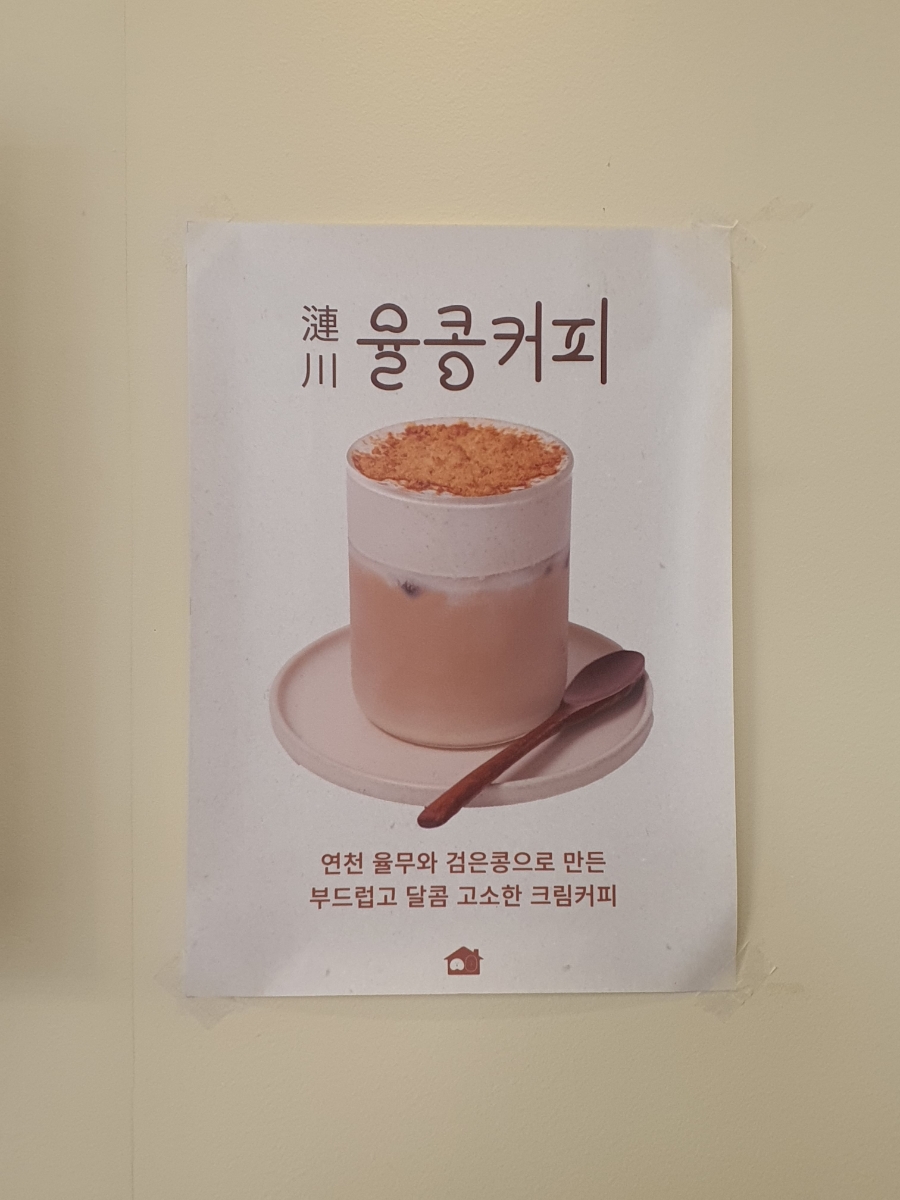 漣川 율콩커피
연천 율무와 검은콩으로 만든
부드럽고 달콤 고소한 크림커피